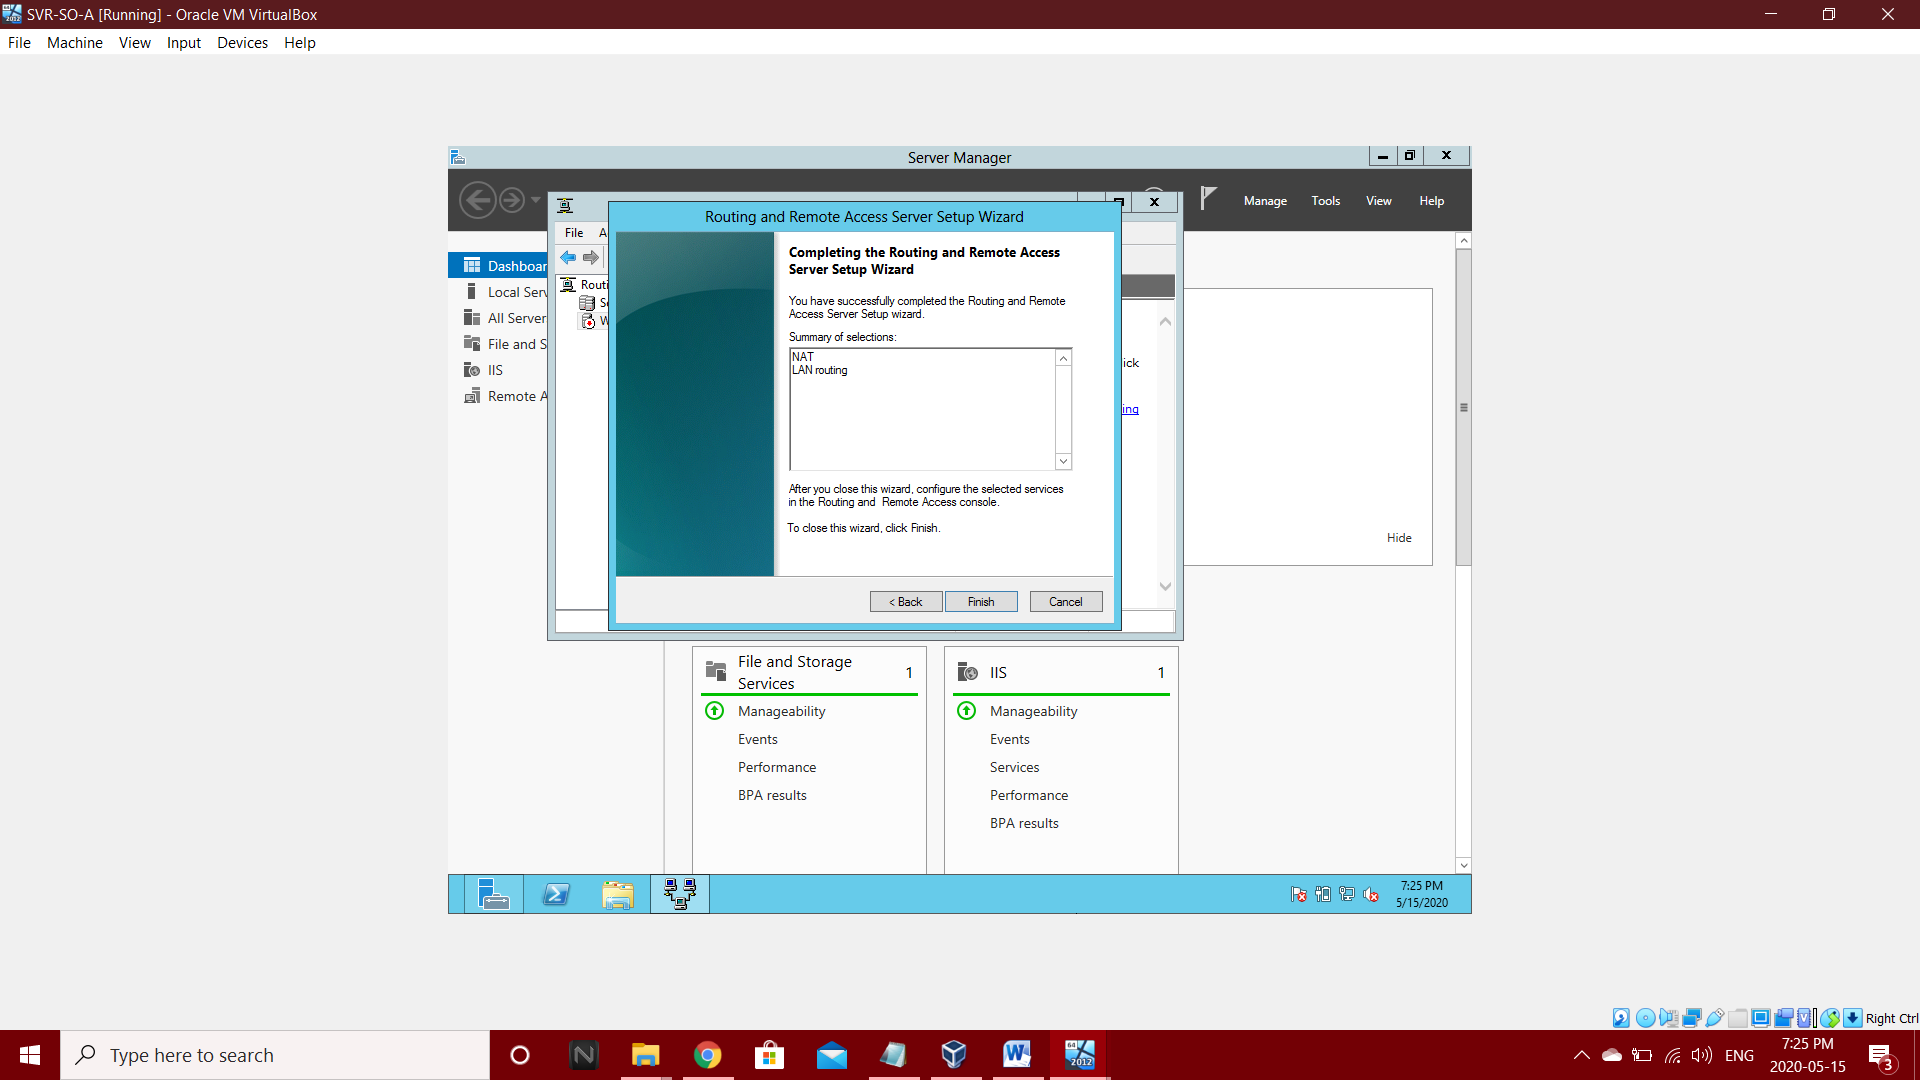 SVR-SO-A [Running] - Oracle VM VirtualBox
File Machine View Input Devices Help
Server Manager
Manage Tools View Help
Routing and Remote Access Server Setup Wizard
File
Completing the Routing and Remote Access
Server Setup Wizard
You have successfully completed the Routing and Remote
Access Server Setup wizard.
Summary of selections:
NAT
LAN routing
After you close this wizard, configure the selected services
in the Routing and Remote Access console.
To close this wizard, click Finish.
< Back Finish Cancel
Dashboar
Local Serv
All Server
File and S
IIS
Remote A
Routi
ick
ing
Hide
File and Storage
Services
1
Manageability
Events
Performance
BPA results
IIS
1
Manageability
Events
Services
Performance
BPA results
7:25 PM
5/15/2020
Right Ctrl
Type here to search
64
2012
ENG
7:25 PM
2020-05-15
3